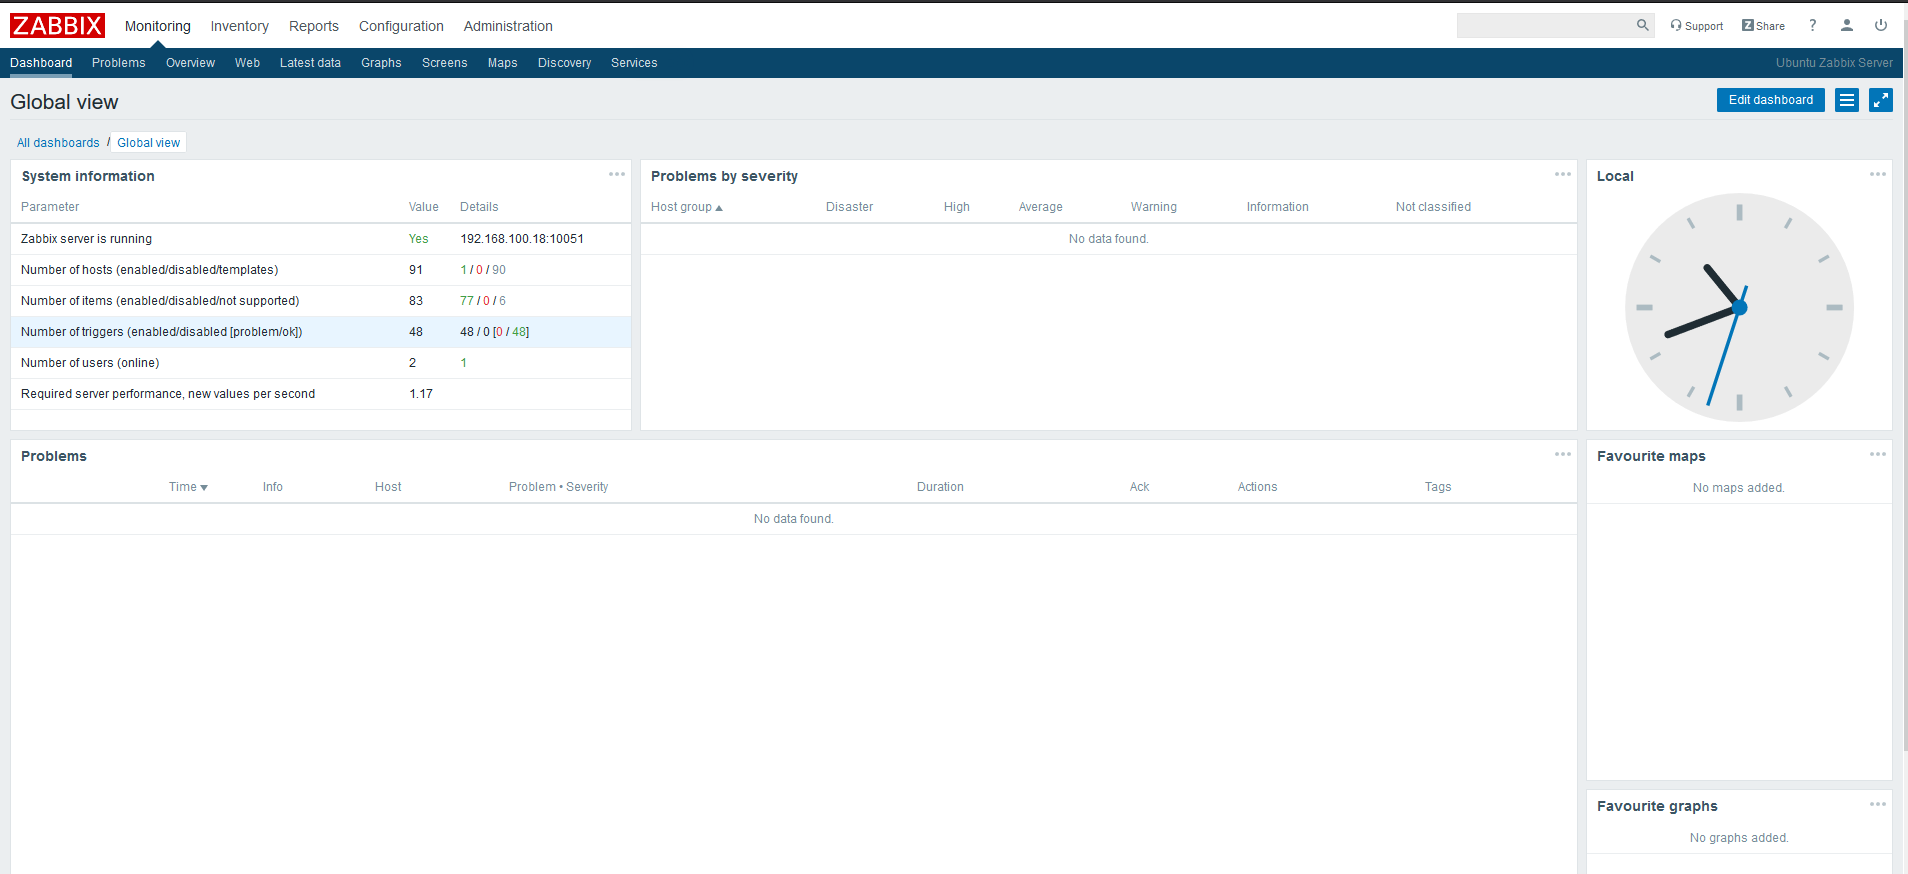 ZABBIX Monitoring Inventory Reports Configuration Administration Support Z Share ?
Dashboard Problems Overview Web Latest data Graphs Screens Maps Discovery Services Ubuntu Zabbix Server
Global view Edit dashboard
All dashboards / Global view
System information
Parameter Value Details
Zabbix server is running Yes 192.168.100.18:10051
Number of hosts (enabled/disabled/templates) 91 1 / 0 / 90
Number of items (enabled/disabled/not supported) 83 77 / 0 / 6
Number of triggers (enabled/disabled [problem/ok]) 48 48 / 0 [0 / 48]
Number of users (online) 2 1
Required server performance, new values per second 1.17
Problems by severity
Host group Disaster High Average Warning Information Not classified
No data found.
Local
Problems
Time Info Host Problem • Severity Duration Ack Actions Tags
No data found.
Favourite maps
No maps added.
Favourite graphs
No graphs added.